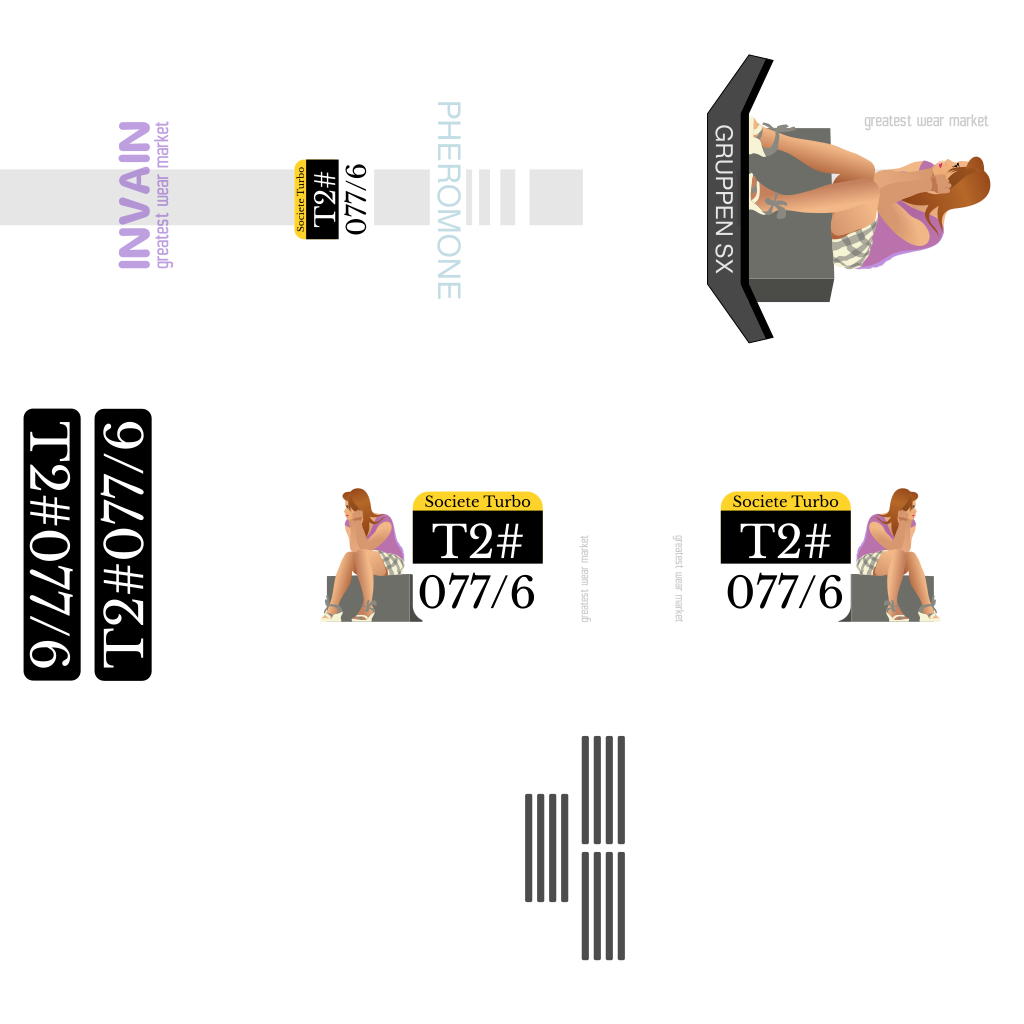 INVAIN
greatest wear market
Societe Turbo
T2#
077/6
PHEROMONE
GRUPPEN SX
greatest wear market
T2#077/6
T2#077/6
Societe Turbo
T2#
077/6
greatest wear market
greatest wear market
Societe Turbo
T2#
077/6